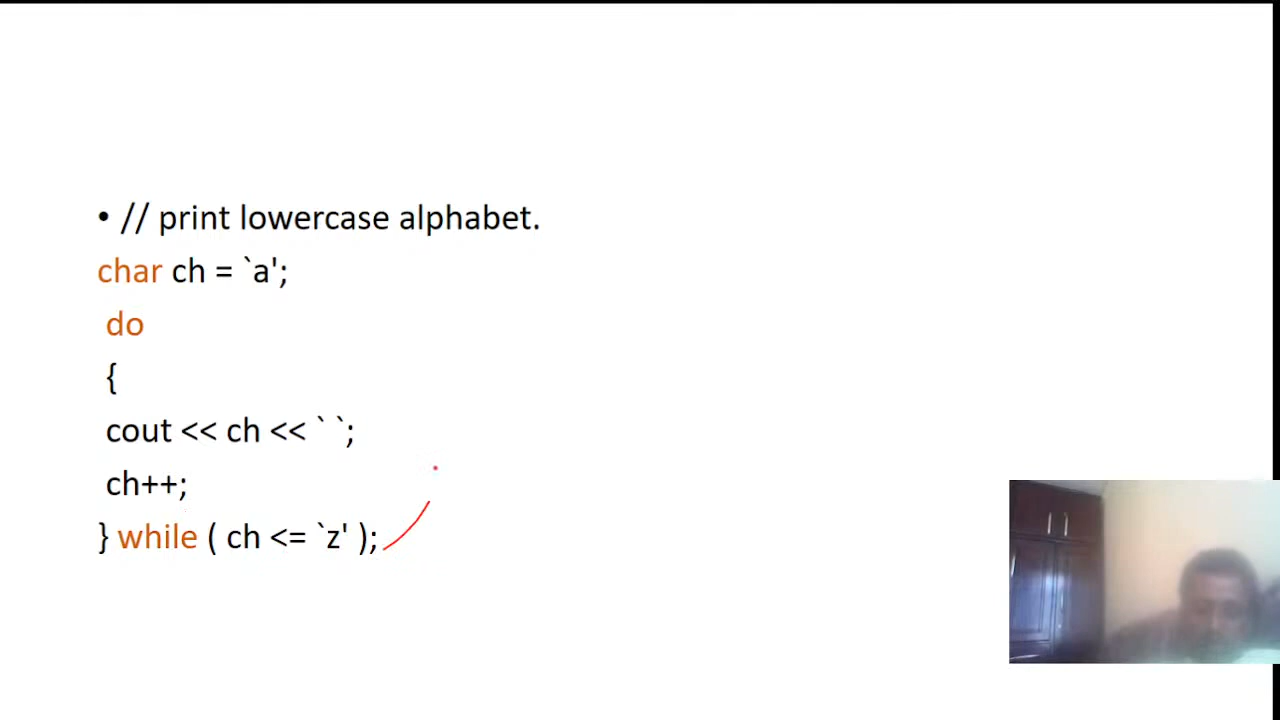 • // print lowercase alphabet.
char ch = `a';
do
{
cout << ch << ` `;
ch++;
} while ( ch <= `z' );